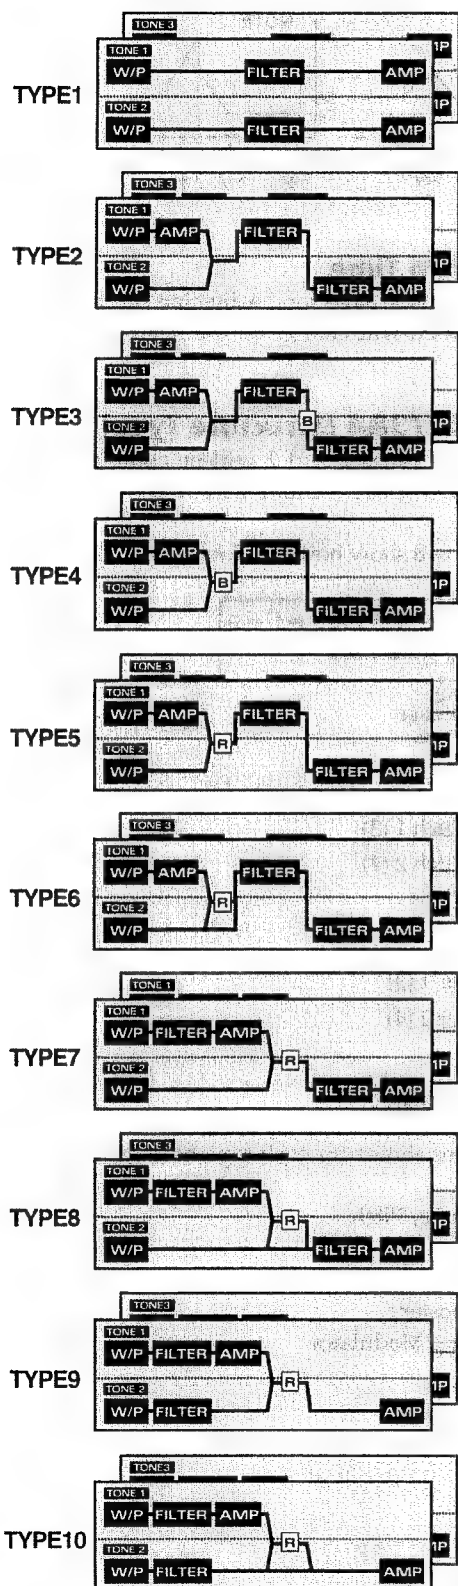 TONE 3
TONE 1
W/P FILTER AMP
TYPE1
TONE 2
W/P FILTER AMP
TONE 3
TONE 1
W/P AMP FILTER
TYPE2
TONE 2
W/P FILTER AMP
TONE 3
TONE 1
W/P AMP FILTER
TYPE3
B
TONE 2
W/P FILTER AMP
TONE 3
TONE 1
W/P AMP FILTER
TYPE4
B
TONE 2
W/P FILTER AMP
TONE 3
TONE 1
W/P AMP FILTER
TYPE5
R
TONE 2
W/P FILTER AMP
TONE 3
TONE 1
W/P AMP FILTER
TYPE6
R
TONE 2
W/P FILTER AMP
TONE 1
TONE 1
W/P FILTER AMP
TYPE7
R
TONE 2
W/P FILTER AMP
TONE 3
TONE 1
W/P FILTER AMP
TYPE8
R
TONE 2
W/P FILTER AMP
TONE3
TONE 1
W/P FILTER AMP
TYPE9
R
TONE 2
W/P FILTER AMP
TONE3
TONE 1
W/P FILTER AMP
TYPE10
R
TONE 2
W/P FILTER AMP